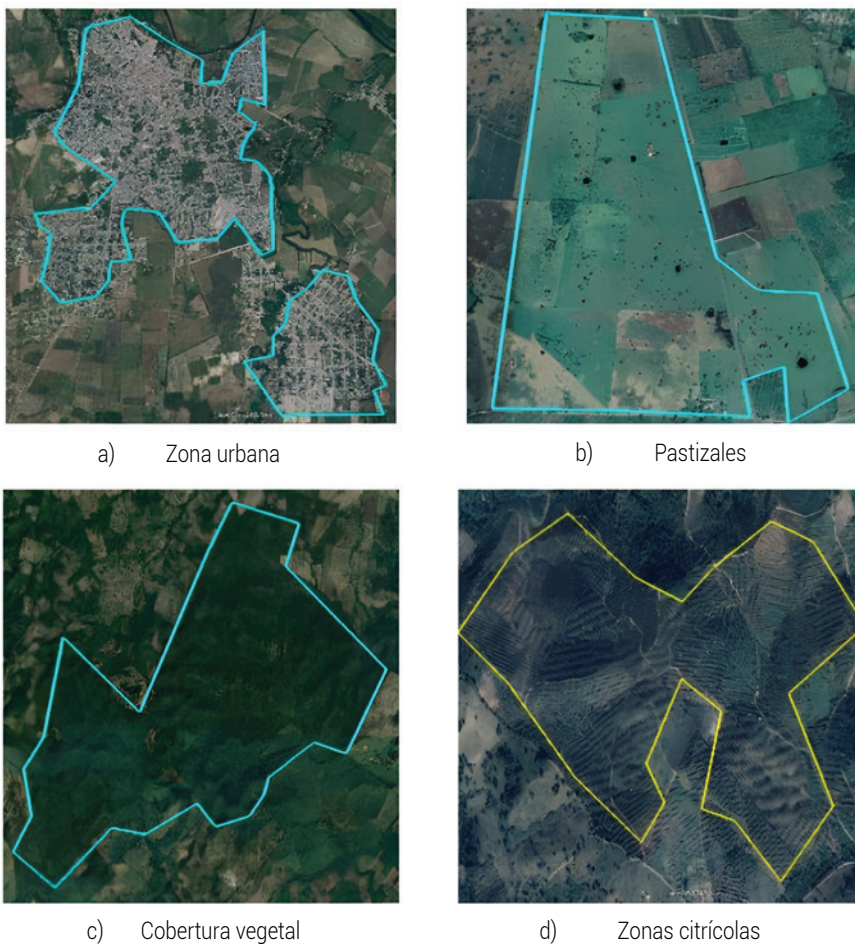 a) Zona urbana
b) Pastizales
c) Cobertura vegetal
d) Zonas citrícolas